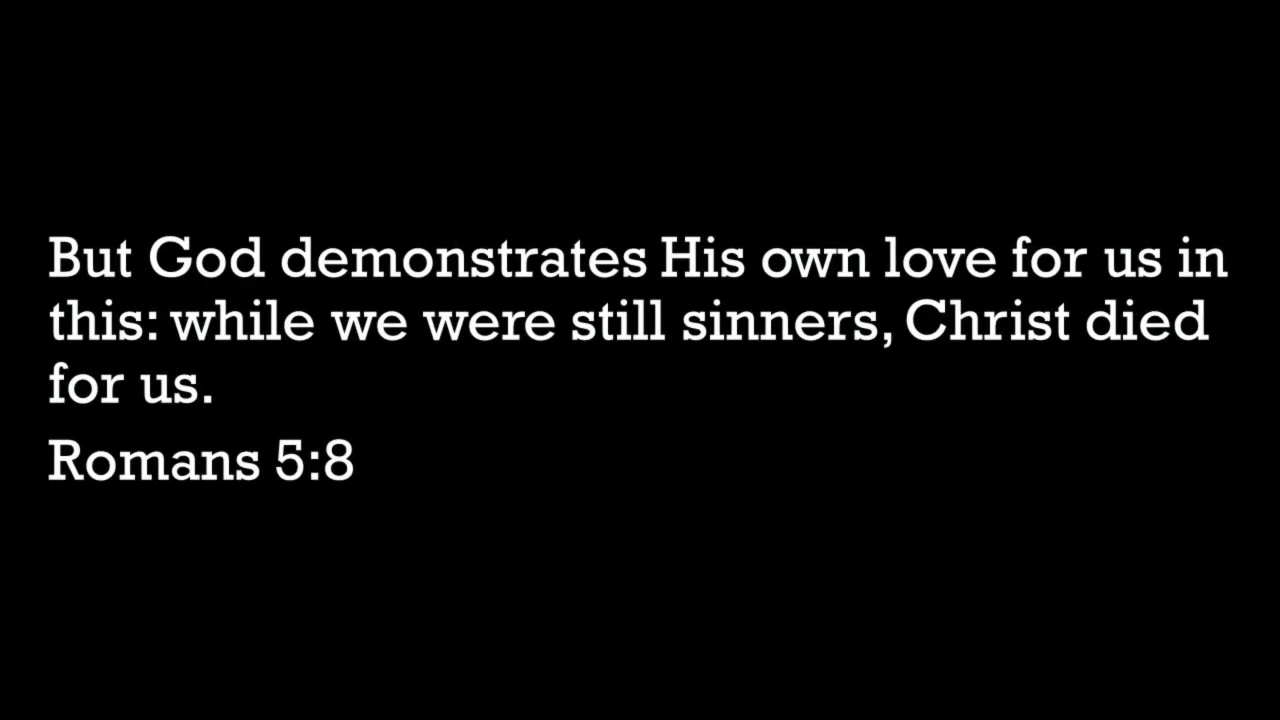 But God demonstrates His own love for us in
this: while we were still sinners, Christ died
for us.
Romans 5:8